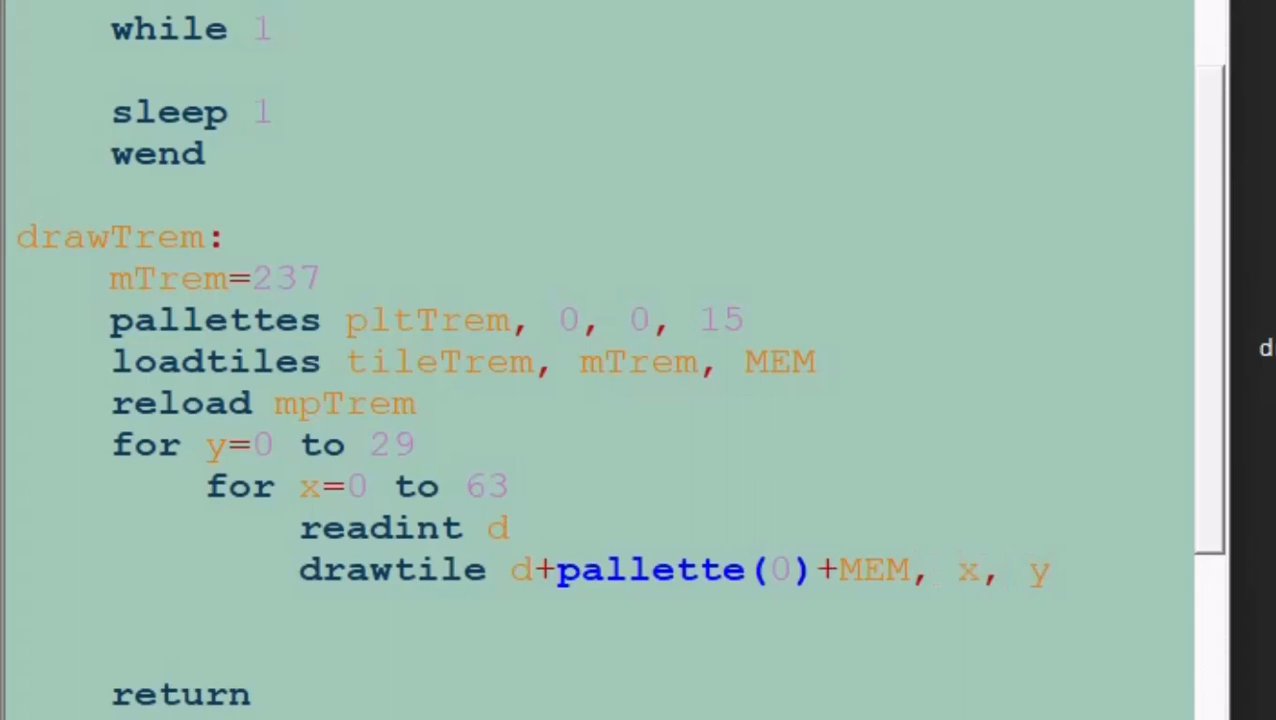 while 1
sleep 1
wend
drawTrem:
mTrem=237
pallettes pltTrem, 0, 0, 15
loadtiles tileTrem, mTrem, MEM
reload mpTrem
for y=0 to 29
for x=0 to 63
readint d
drawtile d+pallette(0)+MEM, x, y
return